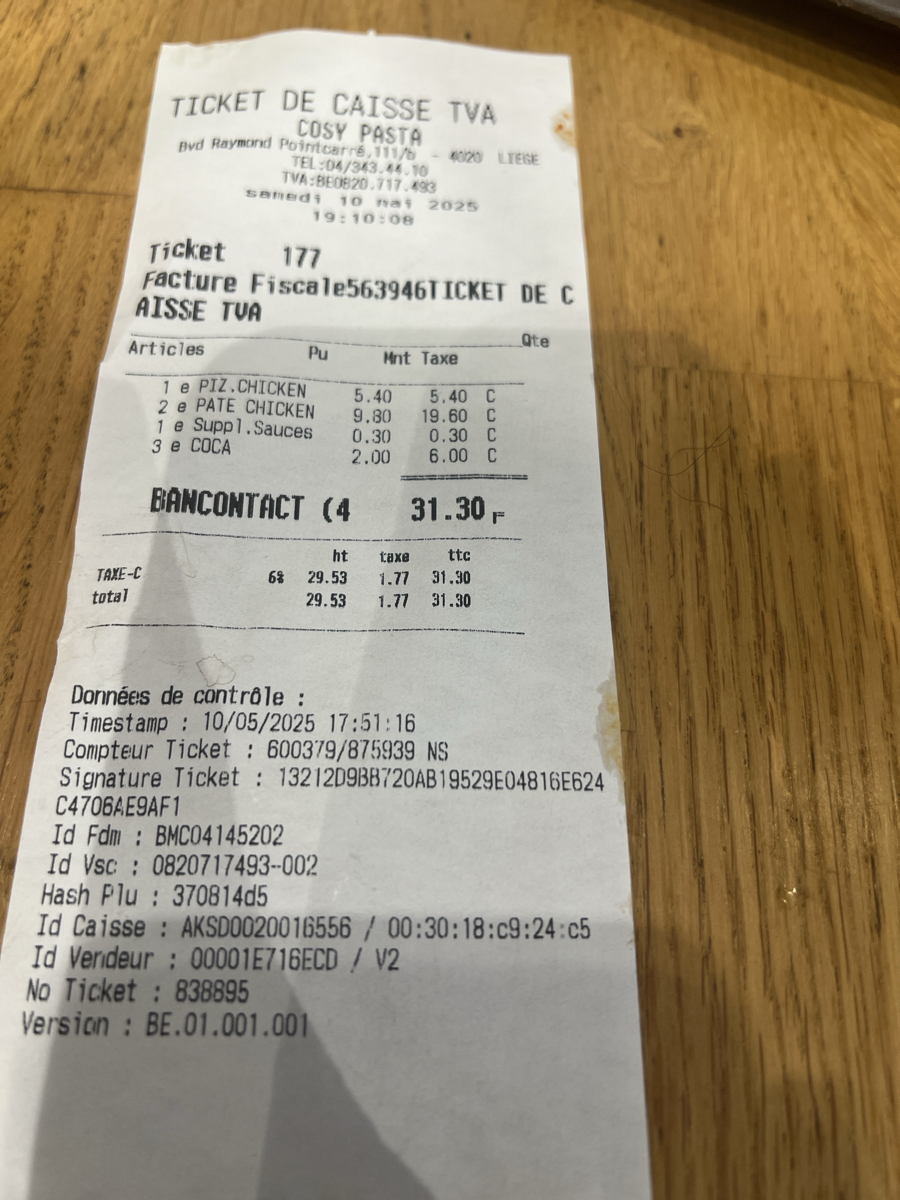 TICKET DE CAISSE TVA
COSY PASTA
Bvd Raymond Pointcarré,111/b - 4020 LIEGE
TEL:04/343.44.10
TVA:BE0820.717.493
samedi 10 mai 2025
19:10:08
Ticket 177
Facture Fiscale563946TICKET DE C
AISSE TVA
Articles Pu Mnt Taxe Qte
1 e PIZ.CHICKEN 5.40 5.40 C
2 e PATE CHICKEN 9.80 19.60 C
1 e Suppl.Sauces 0.30 0.30 C
3 e COCA 2.00 6.00 C
BANCONTACT (4 31.30
ht taxe ttc
TAXE-C 6% 29.53 1.77 31.30
total 29.53 1.77 31.30
Données de contrôle :
Timestamp : 10/05/2025 17:51:16
Compteur Ticket : 600379/875939 NS
Signature Ticket : 13212D9BB720AB19529E04816E624
C4706AE9AF1
Id Fdm : BMC04145202
Id Vsc : 0820717493-002
Hash Plu : 370814d5
Id Caisse : AKSD0020016556 / 00:30:18:c9:24:c5
Id Vendeur : 00001E716ECD / V2
No Ticket : 838895
Version : BE.01.001.001